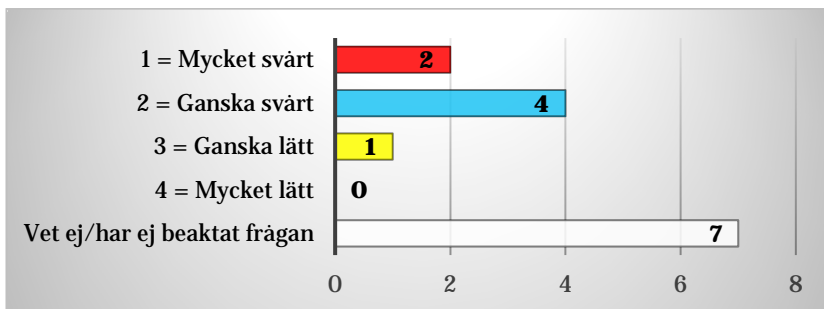 1 = Mycket svårt 2
2 = Ganska svårt 4
3 = Ganska lätt 1
4 = Mycket lätt 0
Vet ej/har ej beaktat frågan 7
0 2 4 6 8